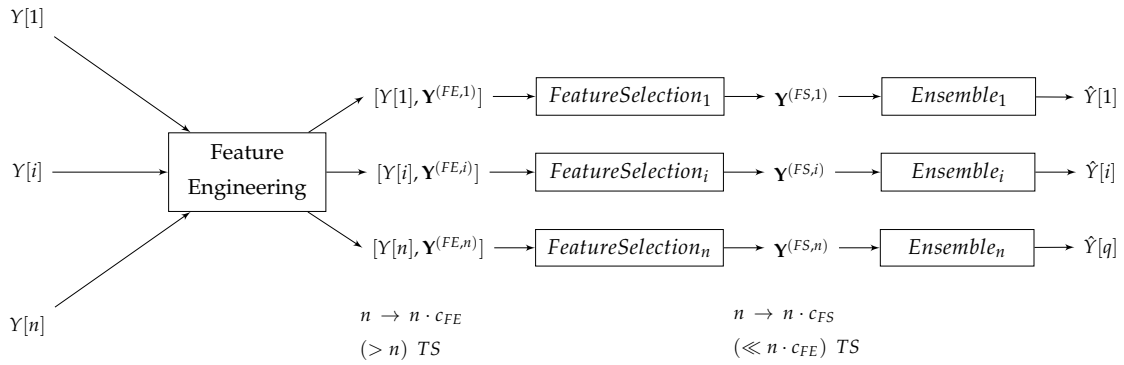 Y[1]
[Y[1], Y^(FE,1)] FeatureSelection_1 Y^(FS,1) Ensemble_1 Ŷ[1]
Feature
Y[i] [Y[i], Y^(FE,i)] FeatureSelection_i Y^(FS,i) Ensemble_i Ŷ[i]
Engineering
[Y[n], Y^(FE,n)] FeatureSelection_n Y^(FS,n) Ensemble_n Ŷ[q]
Y[n]
n → n · c_FE n → n · c_FS
(> n) TS (≪ n · c_FE) TS